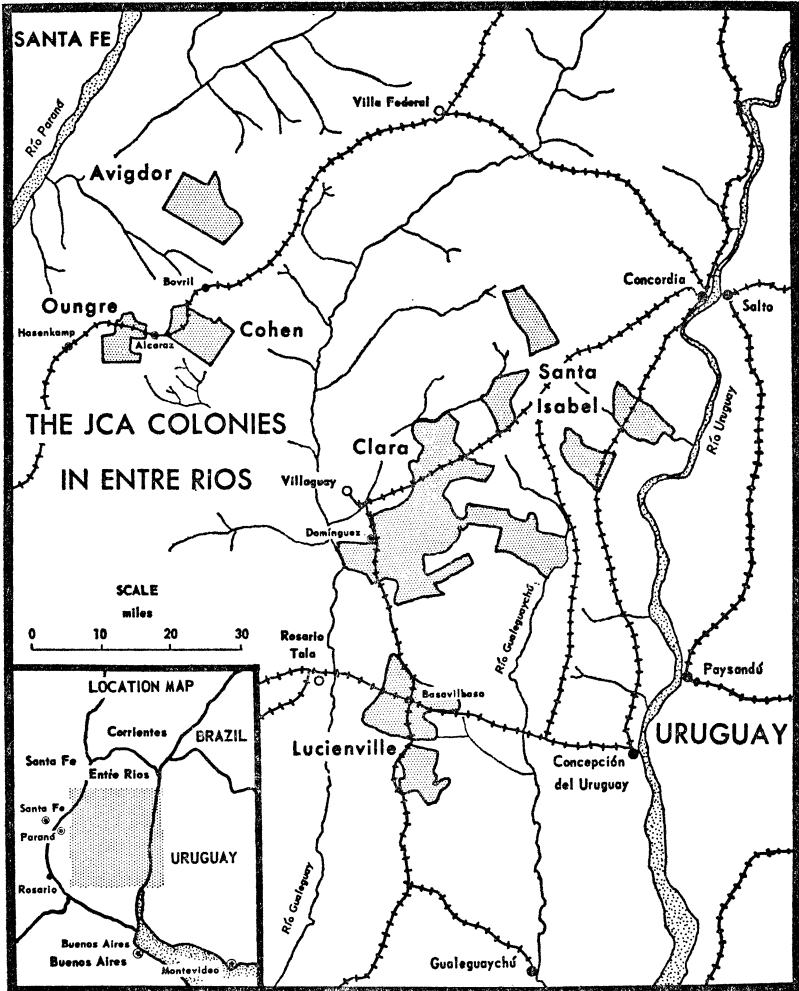 SANTA FE
Río Paraná
Villa Federal
Avigdor
Bovril
Concordia
Salto
Oungre
Hasenkamp
Alcaraz
Cohen
Santa
Isabel
Río Uruguay
THE JCA COLONIES
IN ENTRE RIOS
Clara
Villaguay
Domínguez
SCALE
miles
0 10 20 30
Río Gualeguaychú
Rosario
Tala
Basavilbaso
Paysandú
URUGUAY
Lucienville
Concepción
del Uruguay
Río Gualeguay
Gualeguaychú
LOCATION MAP
Corrientes
BRAZIL
Santa Fe
Entre Rios
Santa Fe
Paraná
URUGUAY
Rosario
Buenos Aires
Buenos Aires
Montevideo